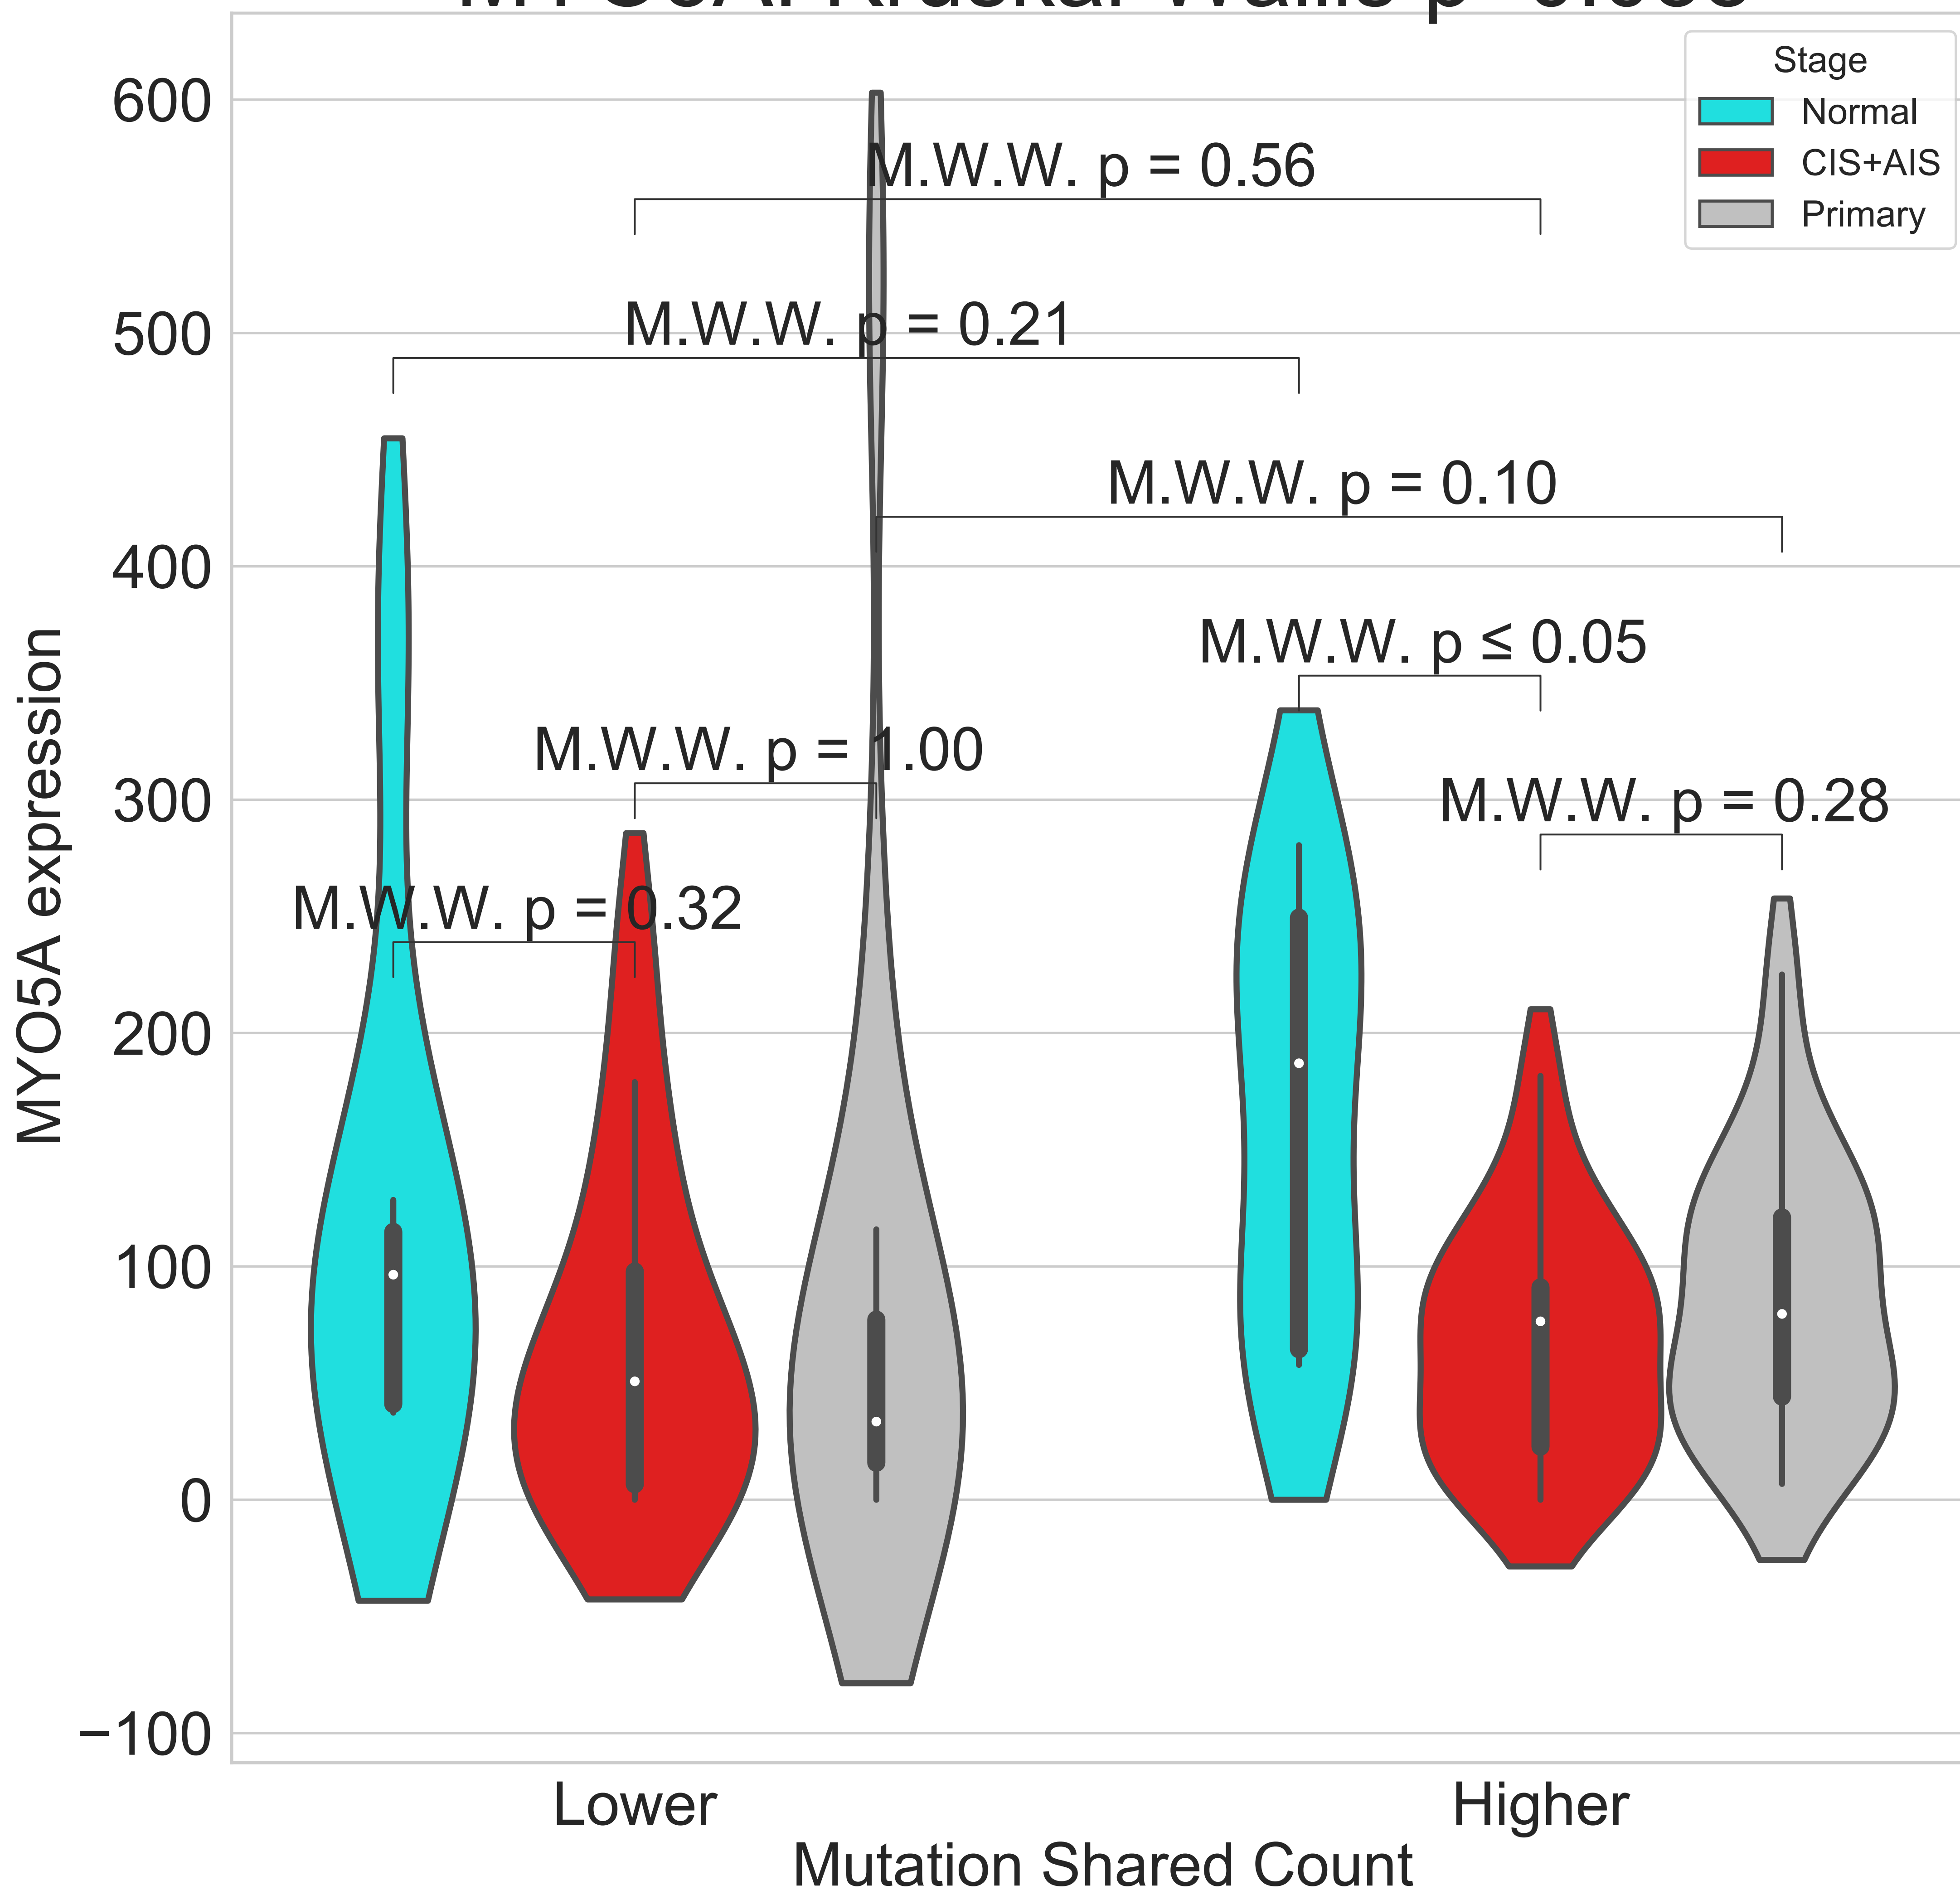 Stage
Normal
CIS+AIS
Primary
MYO5A expression
600
500
400
300
200
100
0
−100
M.W.W. p = 0.56
M.W.W. p = 0.21
M.W.W. p = 0.10
M.W.W. p ≤ 0.05
M.W.W. p = 1.00
M.W.W. p = 0.28
M.W.W. p = 0.32
Lower
Higher
Mutation Shared Count